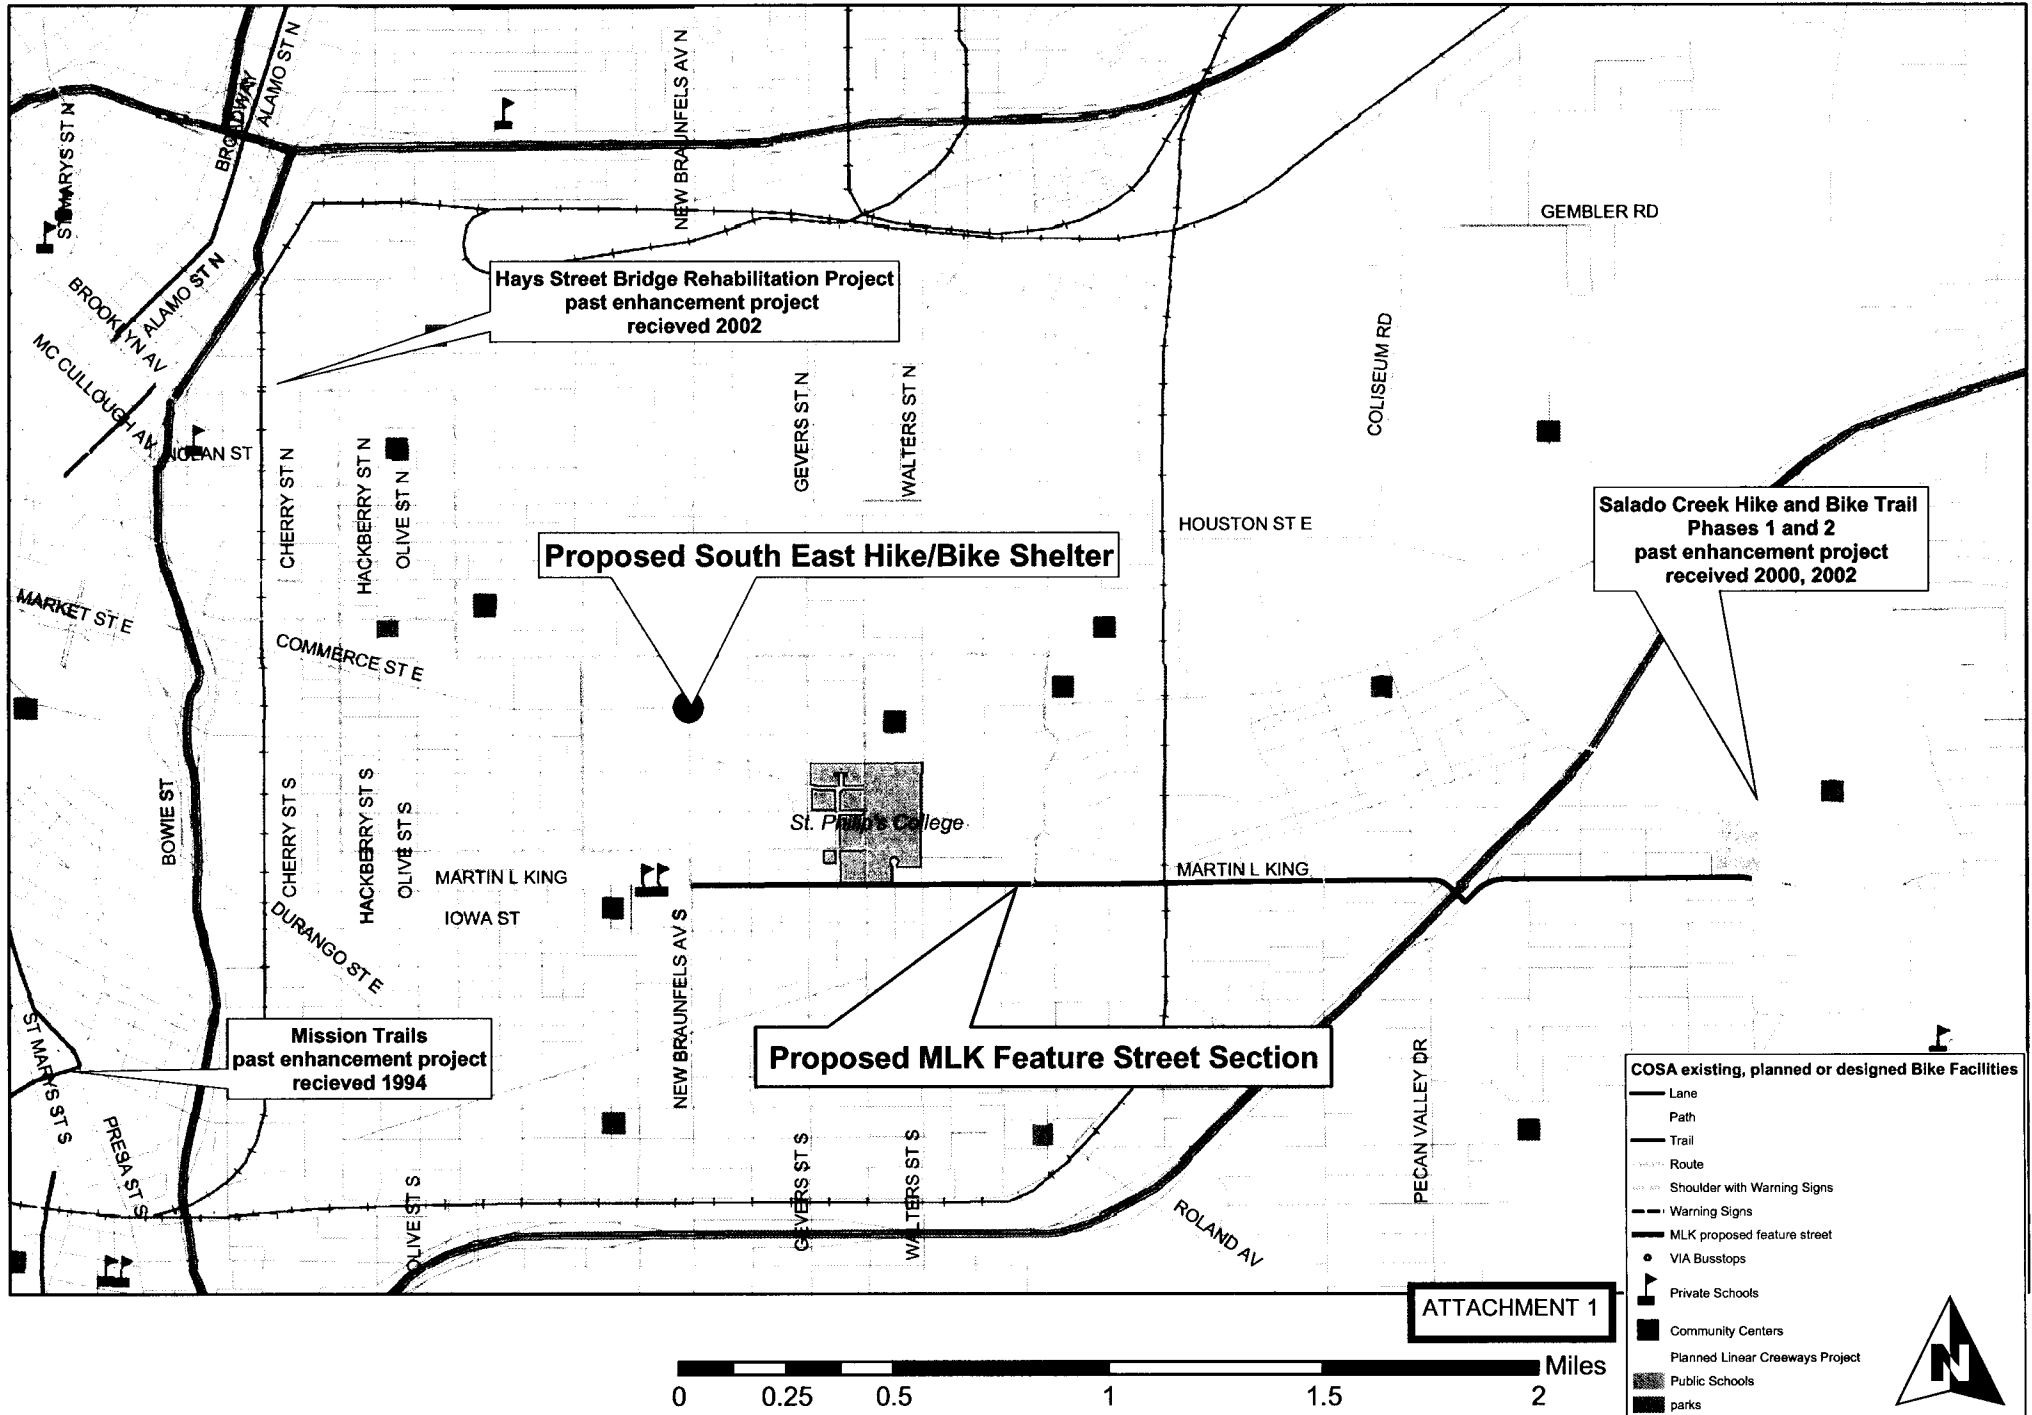 ST MARYS ST N
BROADWAY
ALAMO ST N
NEW BRAUNFELS AV N
GEMBLER RD
BROOKLYN AV
ALAMO ST N
MC CULLOUGH AV
Hays Street Bridge Rehabilitation Project
past enhancement project
recieved 2002
COLISEUM RD
NOLAN ST
CHERRY ST N
HACKBERRY ST N
OLIVE ST N
GEVERS ST N
WALTERS ST N
HOUSTON ST E
Salado Creek Hike and Bike Trail
Phases 1 and 2
past enhancement project
received 2000, 2002
Proposed South East Hike/Bike Shelter
MARKET ST E
COMMERCE ST E
BOWIE ST
CHERRY ST S
HACKBERRY ST S
OLIVE ST S
St. Philip's College
MARTIN L KING
MARTIN L KING
IOWA ST
DURANGO ST E
NEW BRAUNFELS AV S
ST MARYS ST S
Mission Trails
past enhancement project
recieved 1994
Proposed MLK Feature Street Section
PRESA ST S
OLIVE ST S
GEVERS ST S
WALTERS ST S
ROLAND AV
PECAN VALLEY DR
COSA existing, planned or designed Bike Facilities
Lane
Path
Trail
Route
Shoulder with Warning Signs
Warning Signs
MLK proposed feature street
VIA Busstops
Private Schools
Community Centers
Planned Linear Creeways Project
Public Schools
parks
N
ATTACHMENT 1
Miles
0 0.25 0.5 1 1.5 2